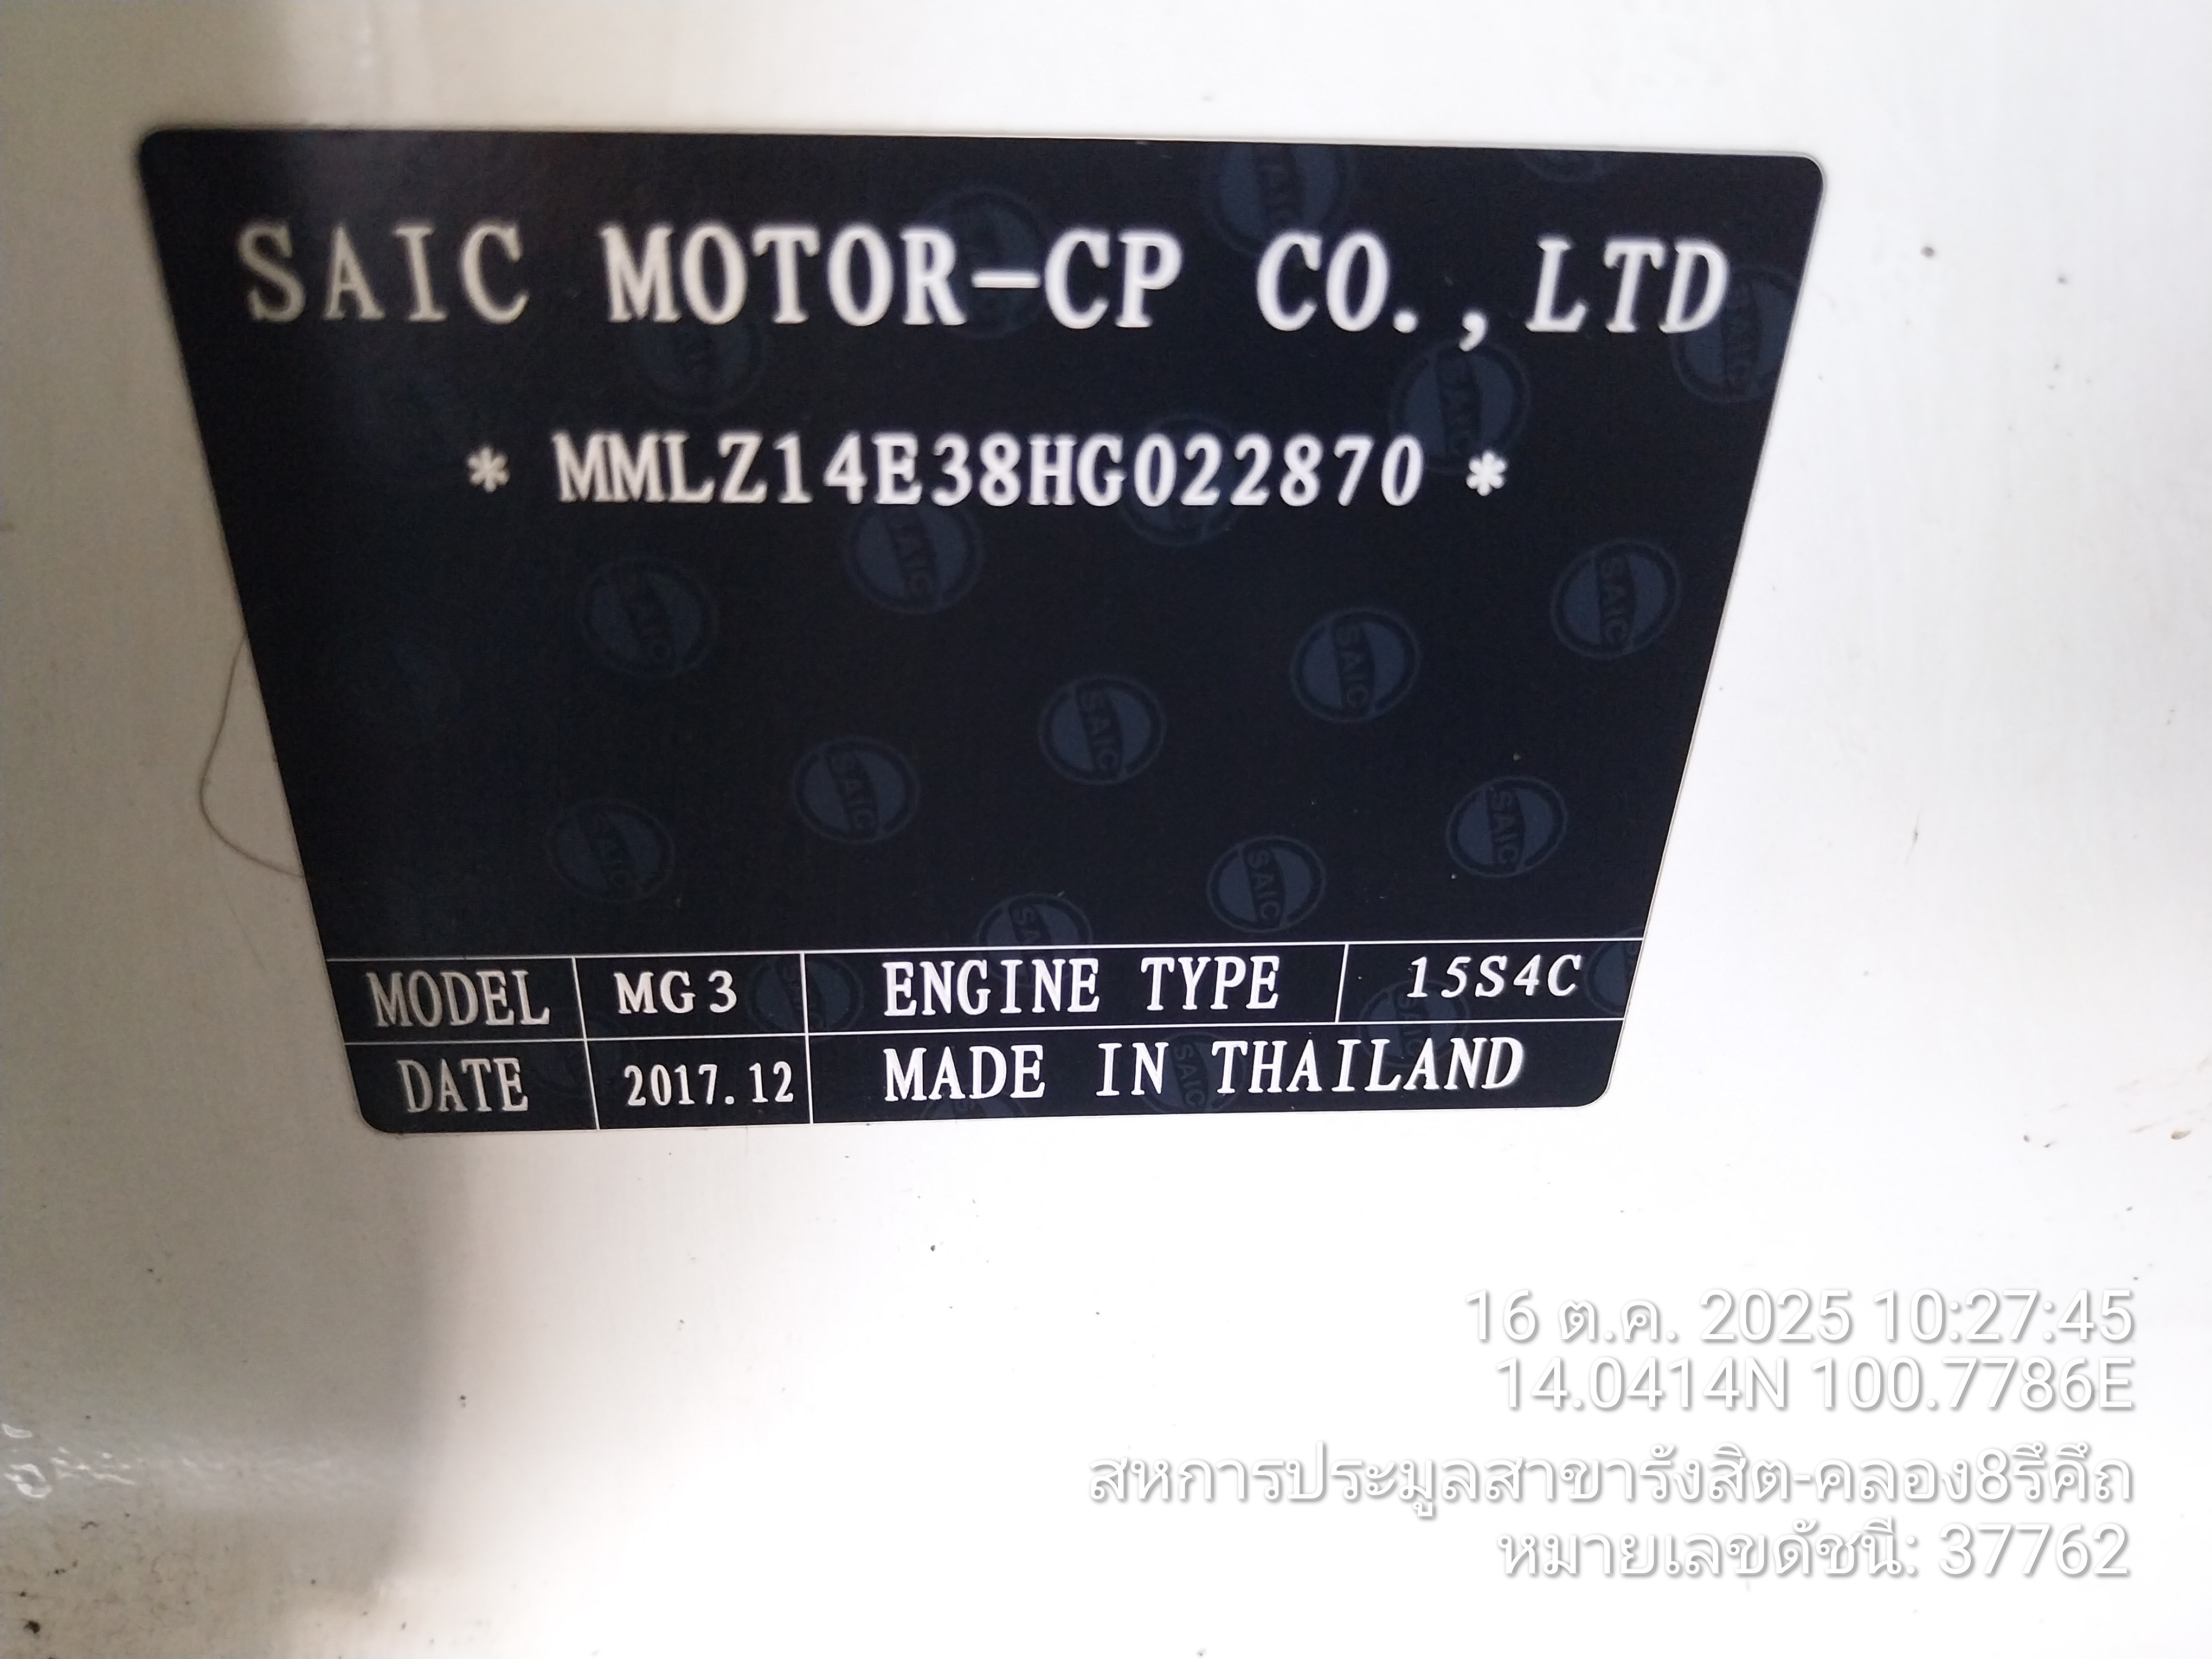 SAIC MOTOR-CP CO.,LTD
* MMLZ14E38HG022870 *
MODEL MG3 ENGINE TYPE 15S4C
DATE 2017.12 MADE IN THAILAND
16 ต.ค. 2025 10:27:45
14.0414N 100.7786E
สหการประมูลสาขารังสิต-คลอง8รึคึถ
หมายเลขดัชนี: 37762